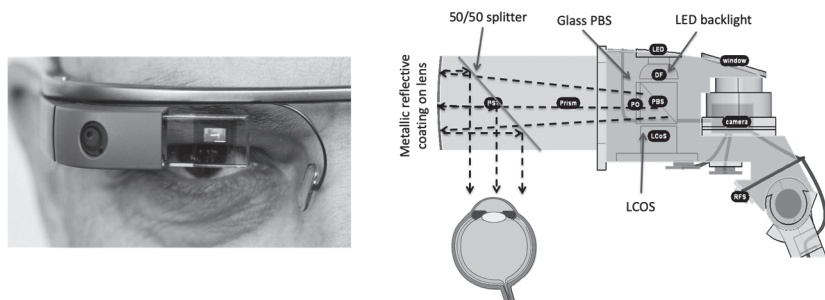 50/50 splitter
Glass PBS
LED backlight
LED
window
DF
Metallic reflective
coating on lens
Prism
PO
PBS
camera
LCoS
RFS
LCOS